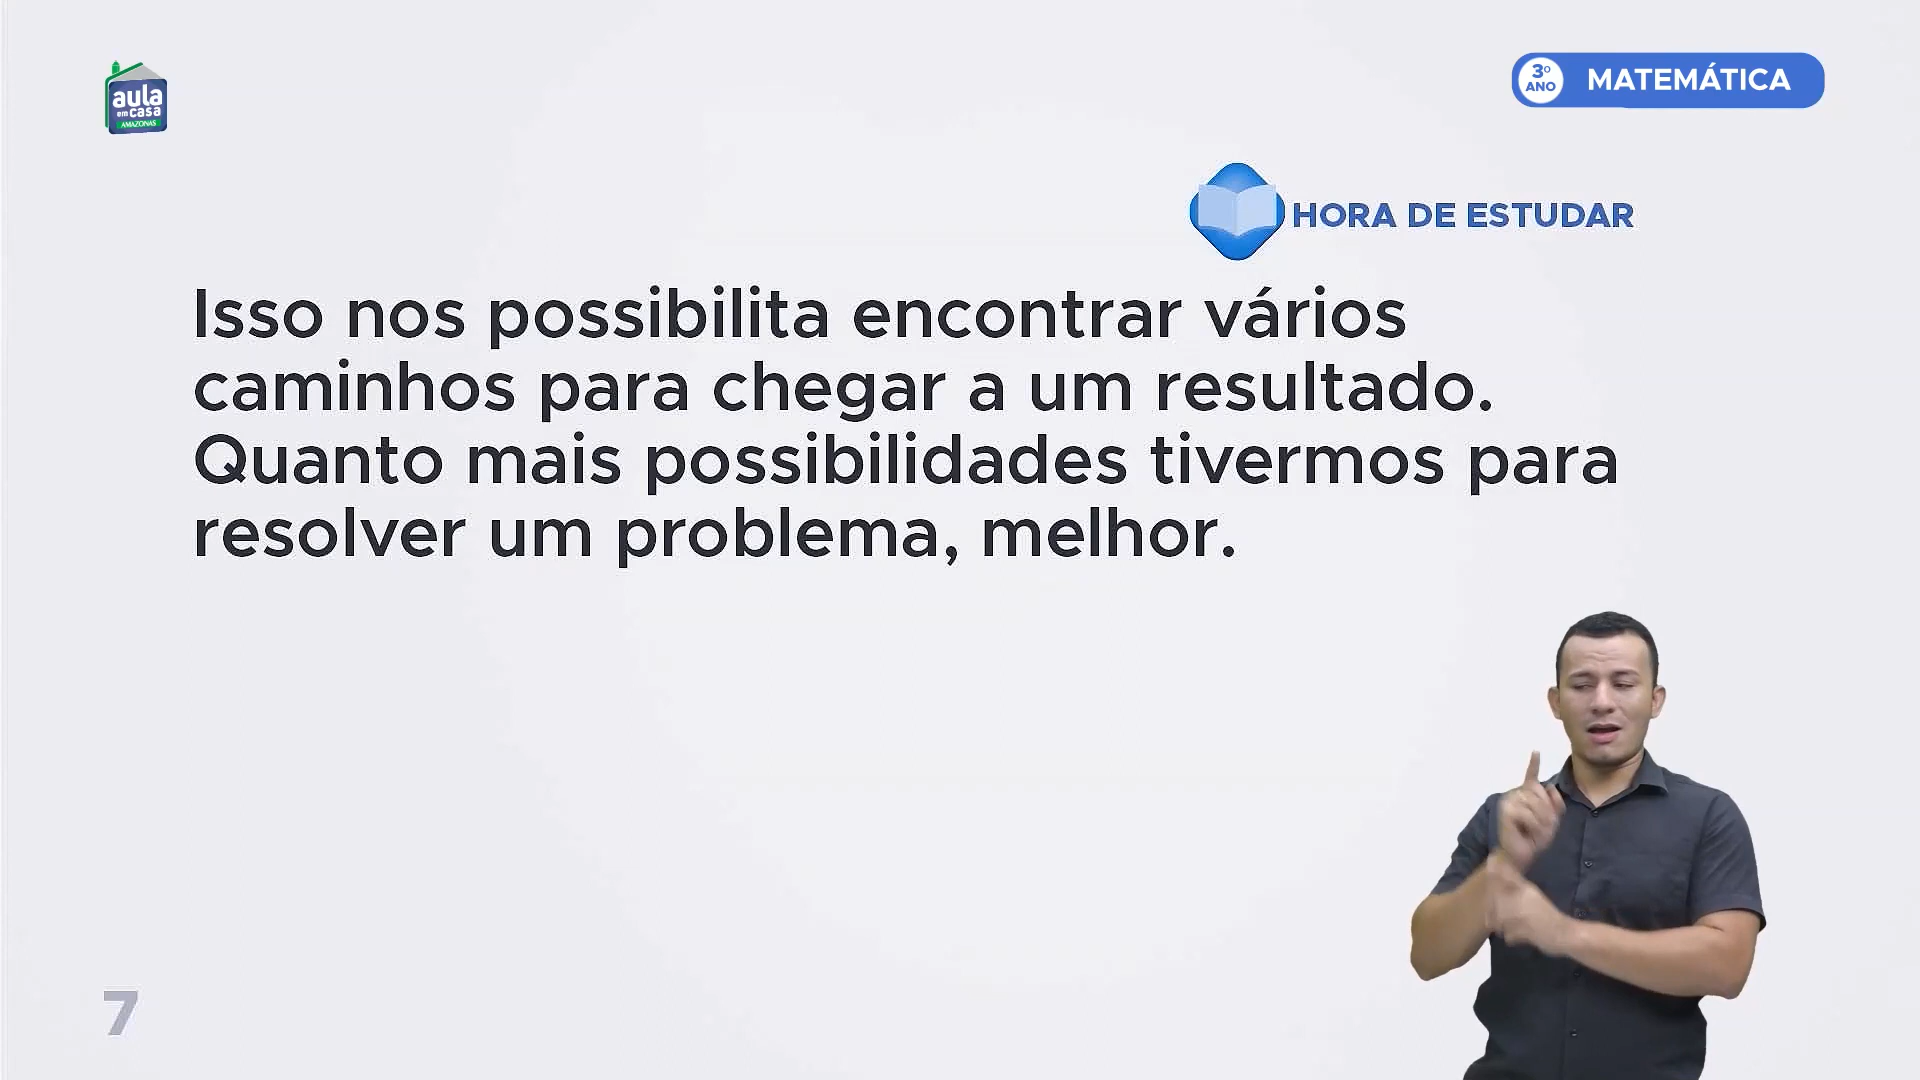 aula
em casa
AMAZONAS
3º
ANO
MATEMÁTICA
HORA DE ESTUDAR
Isso nos possibilita encontrar vários
caminhos para chegar a um resultado.
Quanto mais possibilidades tivermos para
resolver um problema, melhor.
7